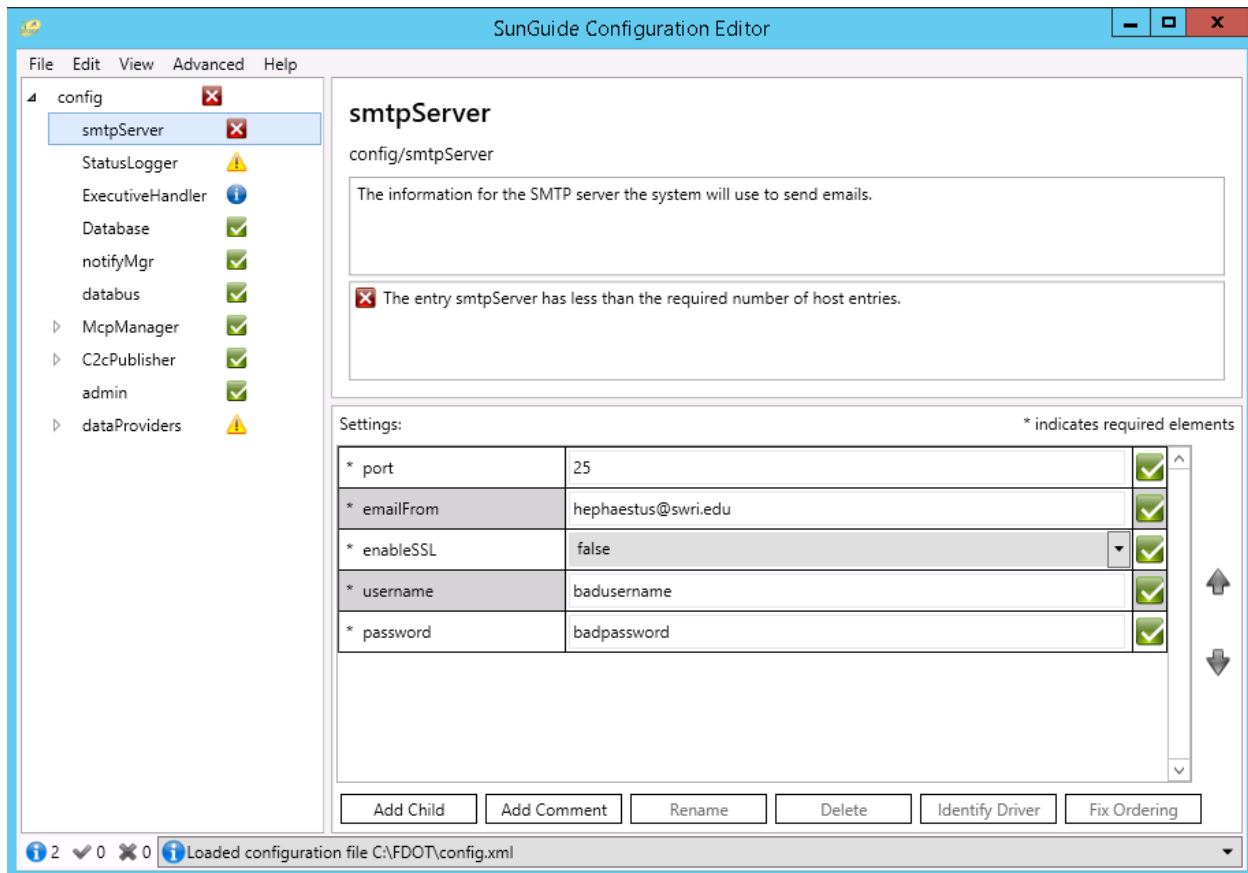 SunGuide Configuration Editor
File Edit View Advanced Help
config
smtpServer
StatusLogger
ExecutiveHandler
Database
notifyMgr
databus
McpManager
C2cPublisher
admin
dataProviders
smtpServer
config/smtpServer
The information for the SMTP server the system will use to send emails.
The entry smtpServer has less than the required number of host entries.
Settings: * indicates required elements
* port 25
* emailFrom hephaestus@swri.edu
* enableSSL false
* username badusername
* password badpassword
Add Child Add Comment Rename Delete Identify Driver Fix Ordering
2 0 0 Loaded configuration file C:\FDOT\config.xml